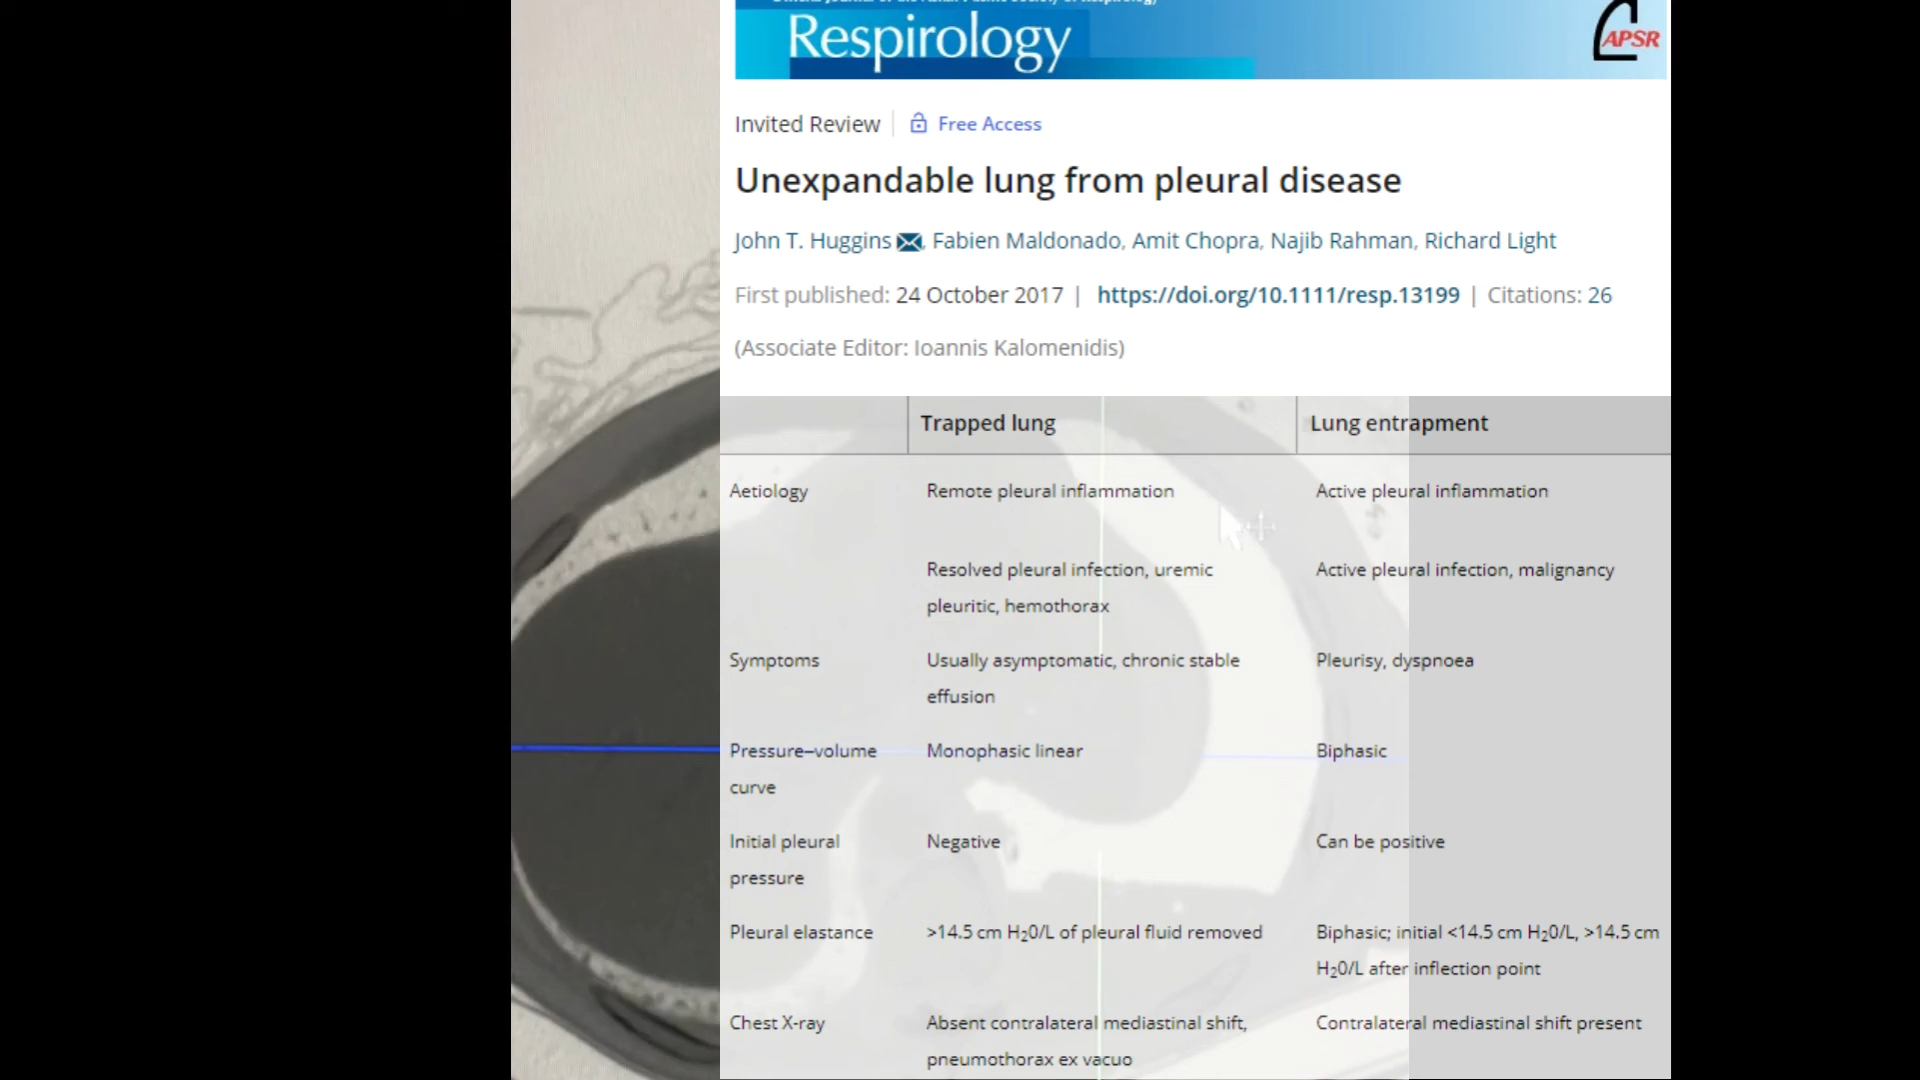 Respirology
APSR
Invited Review
Free Access
Unexpandable lung from pleural disease
John T. Huggins, Fabien Maldonado, Amit Chopra, Najib Rahman, Richard Light
First published: 24 October 2017 | https://doi.org/10.1111/resp.13199 | Citations: 26
(Associate Editor: Ioannis Kalomenidis)
Trapped lung Lung entrapment
Aetiology Remote pleural inflammation Active pleural inflammation
Resolved pleural infection, uremic Active pleural infection, malignancy
pleuritic, hemothorax
Symptoms Usually asymptomatic, chronic stable Pleurisy, dyspnoea
effusion
Pressure–volume Monophasic linear Biphasic
curve
Initial pleural Negative Can be positive
pressure
Pleural elastance >14.5 cm H₂0/L of pleural fluid removed Biphasic; initial <14.5 cm H₂0/L, >14.5 cm
H₂0/L after inflection point
Chest X-ray Absent contralateral mediastinal shift, Contralateral mediastinal shift present
pneumothorax ex vacuo